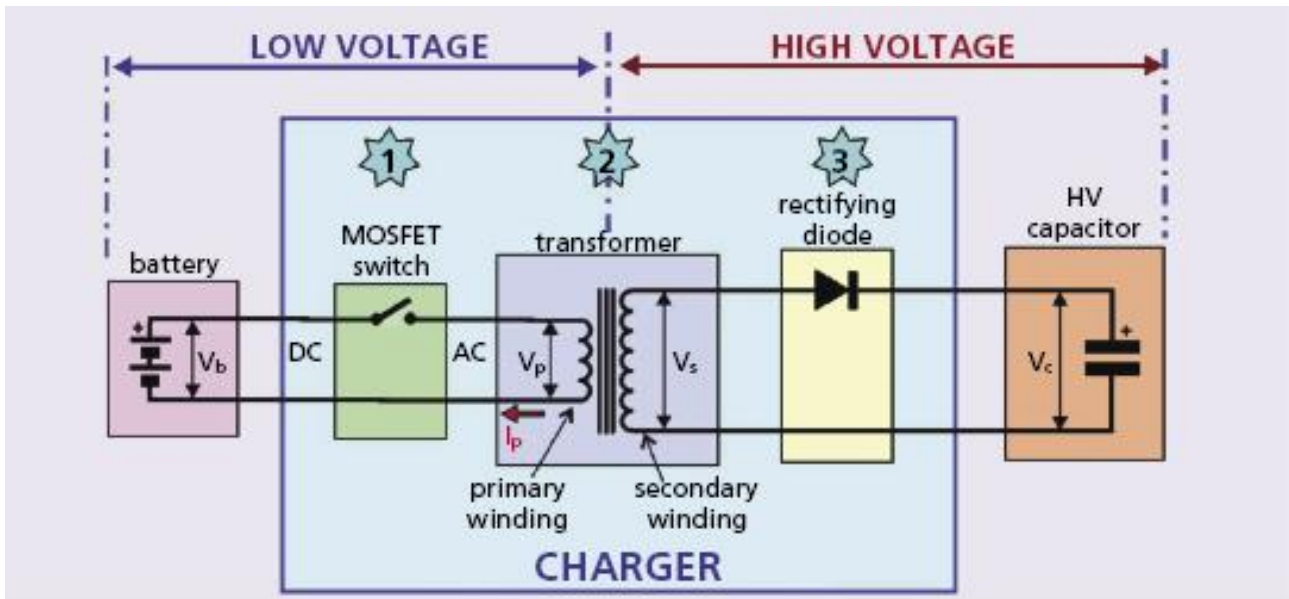 LOW VOLTAGE
HIGH VOLTAGE
1
2
3
battery
MOSFET
switch
transformer
rectifying
diode
HV
capacitor
+
Vb
DC
AC
Vp
Vs
Vc
+
Ip
primary
winding
secondary
winding
CHARGER